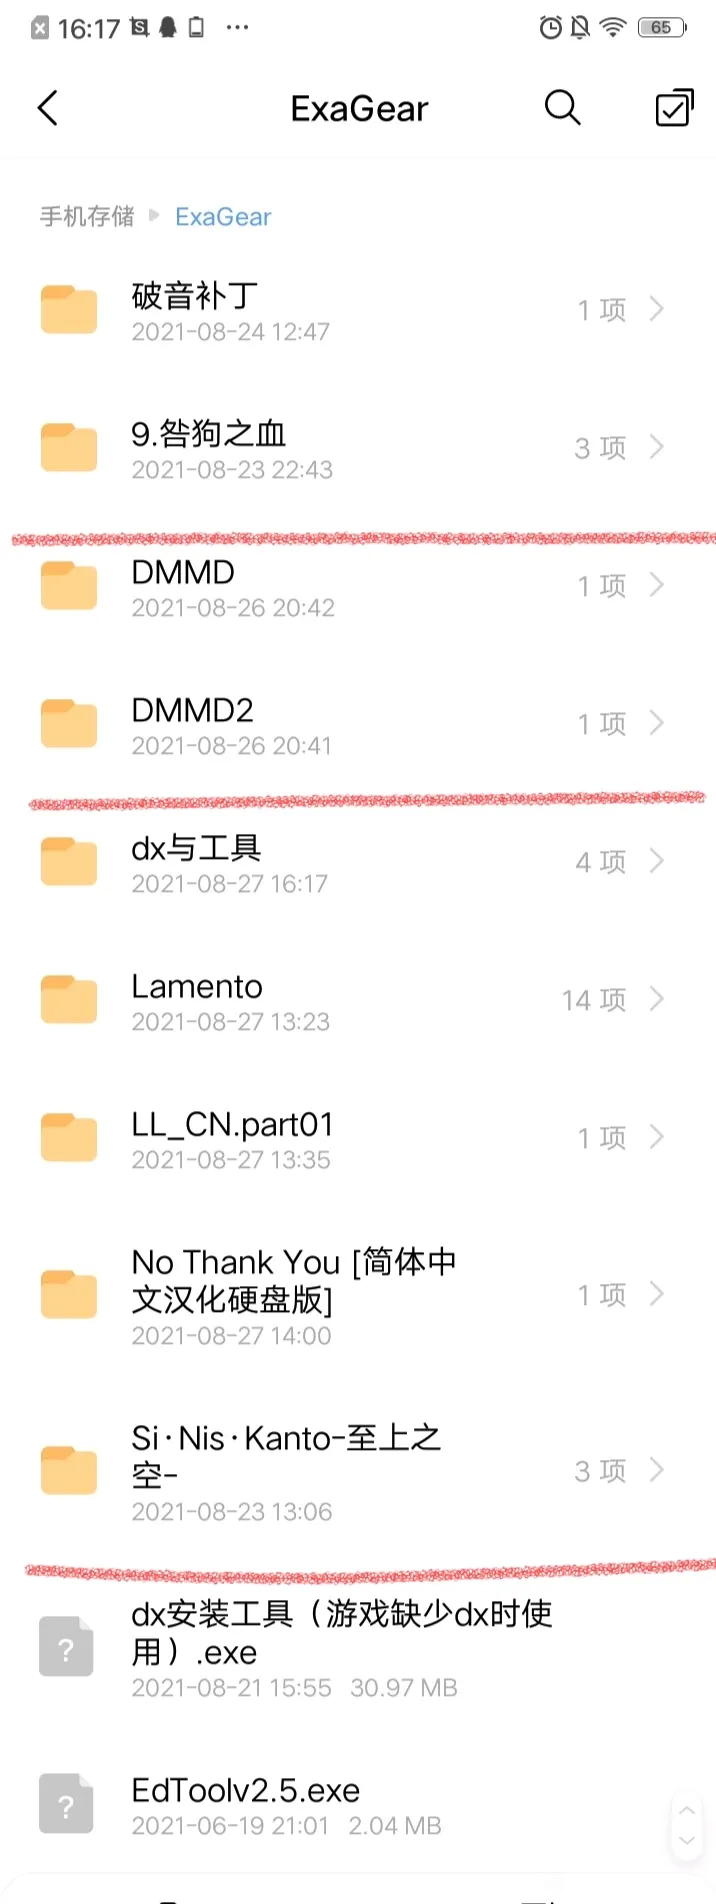 16:17
65
ExaGear
手机存储 ExaGear
破音补丁
2021-08-24 12:47
1 项
9.咎狗之血
2021-08-23 22:43
3 项
DMMD
2021-08-26 20:42
1 项
DMMD2
2021-08-26 20:41
1 项
dx与工具
2021-08-27 16:17
4 项
Lamento
2021-08-27 13:23
14 项
LL_CN.part01
2021-08-27 13:35
1 项
No Thank You [简体中
文汉化硬盘版]
2021-08-27 14:00
1 项
Si·Nis·Kanto-至上之
空-
2021-08-23 13:06
3 项
dx安装工具（游戏缺少dx时使
用）.exe
2021-08-21 15:55 30.97 MB
EdToolv2.5.exe
2021-06-19 21:01 2.04 MB